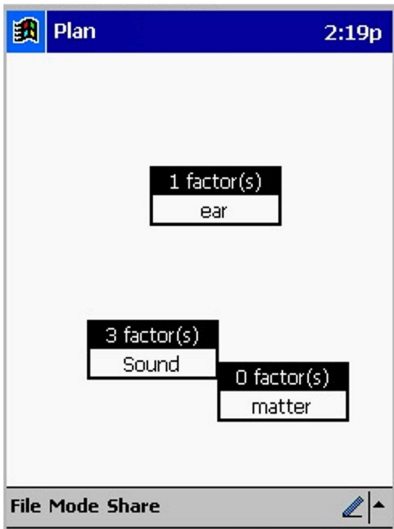 Plan 2:19p
1 factor(s)
ear
3 factor(s)
Sound
0 factor(s)
matter
File Mode Share